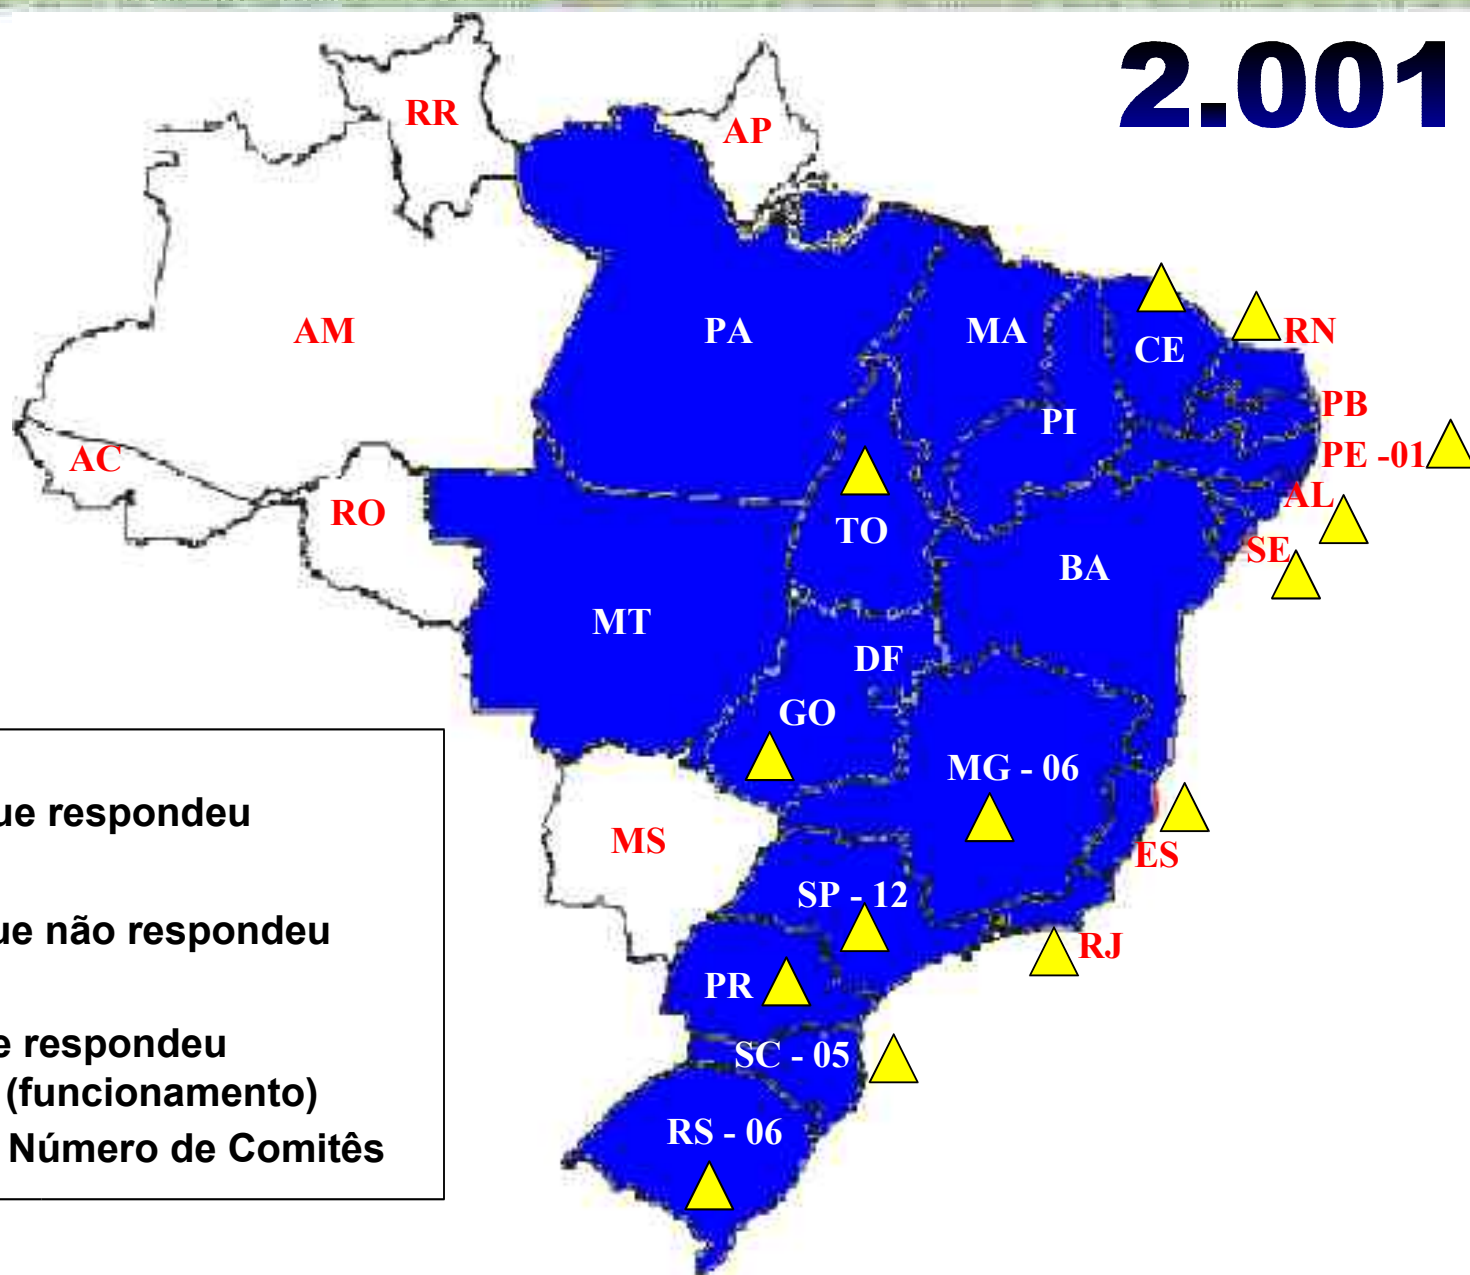 2.001
RR
AP
AM
PA
MA
CE
RN
PB
PI
PE -01
AC
RO
TO
AL
SE
BA
MT
DF
GO
MG - 06
MS
ES
SP - 12
RJ
PR
SC - 05
RS - 06
ue respondeu
ue não respondeu
e respondeu
(funcionamento)
Número de Comitês